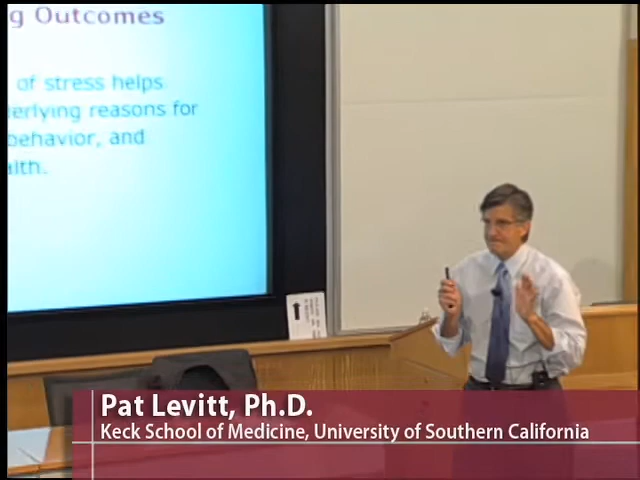 g Outcomes
of stress helps
erlying reasons for
behavior, and
alth.
Pat Levitt, Ph.D.
Keck School of Medicine, University of Southern California